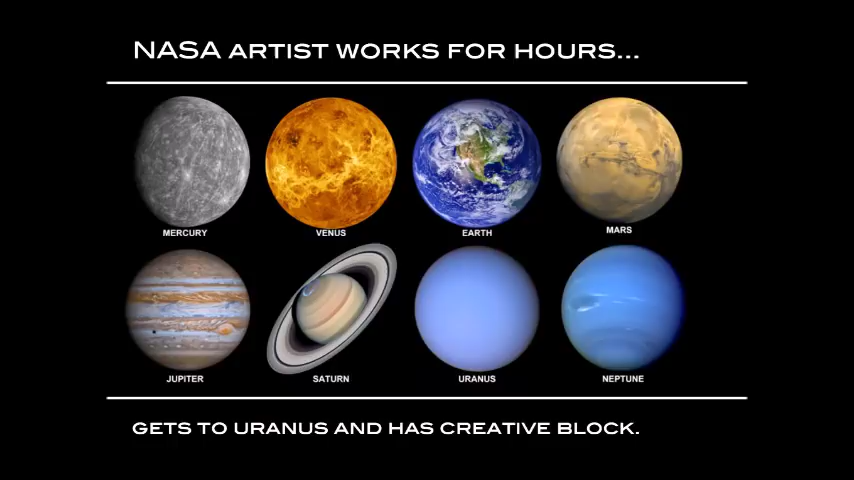 NASA ARTIST WORKS FOR HOURS...
MERCURY
VENUS
EARTH
MARS
JUPITER
SATURN
URANUS
NEPTUNE
GETS TO URANUS AND HAS CREATIVE BLOCK.